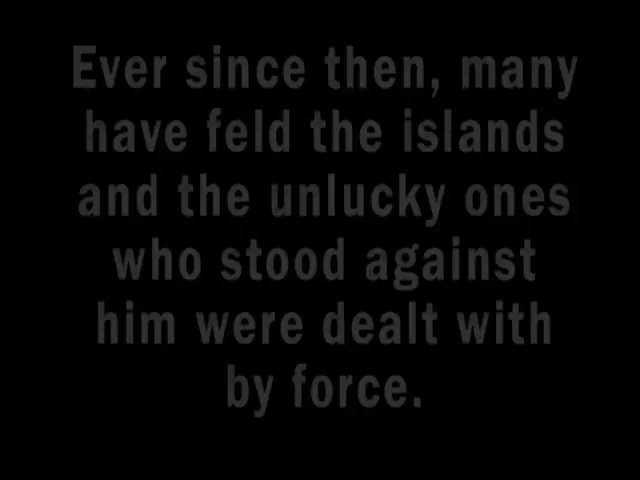 Ever since then, many
have feld the islands
and the unlucky ones
who stood against
him were dealt with
by force.